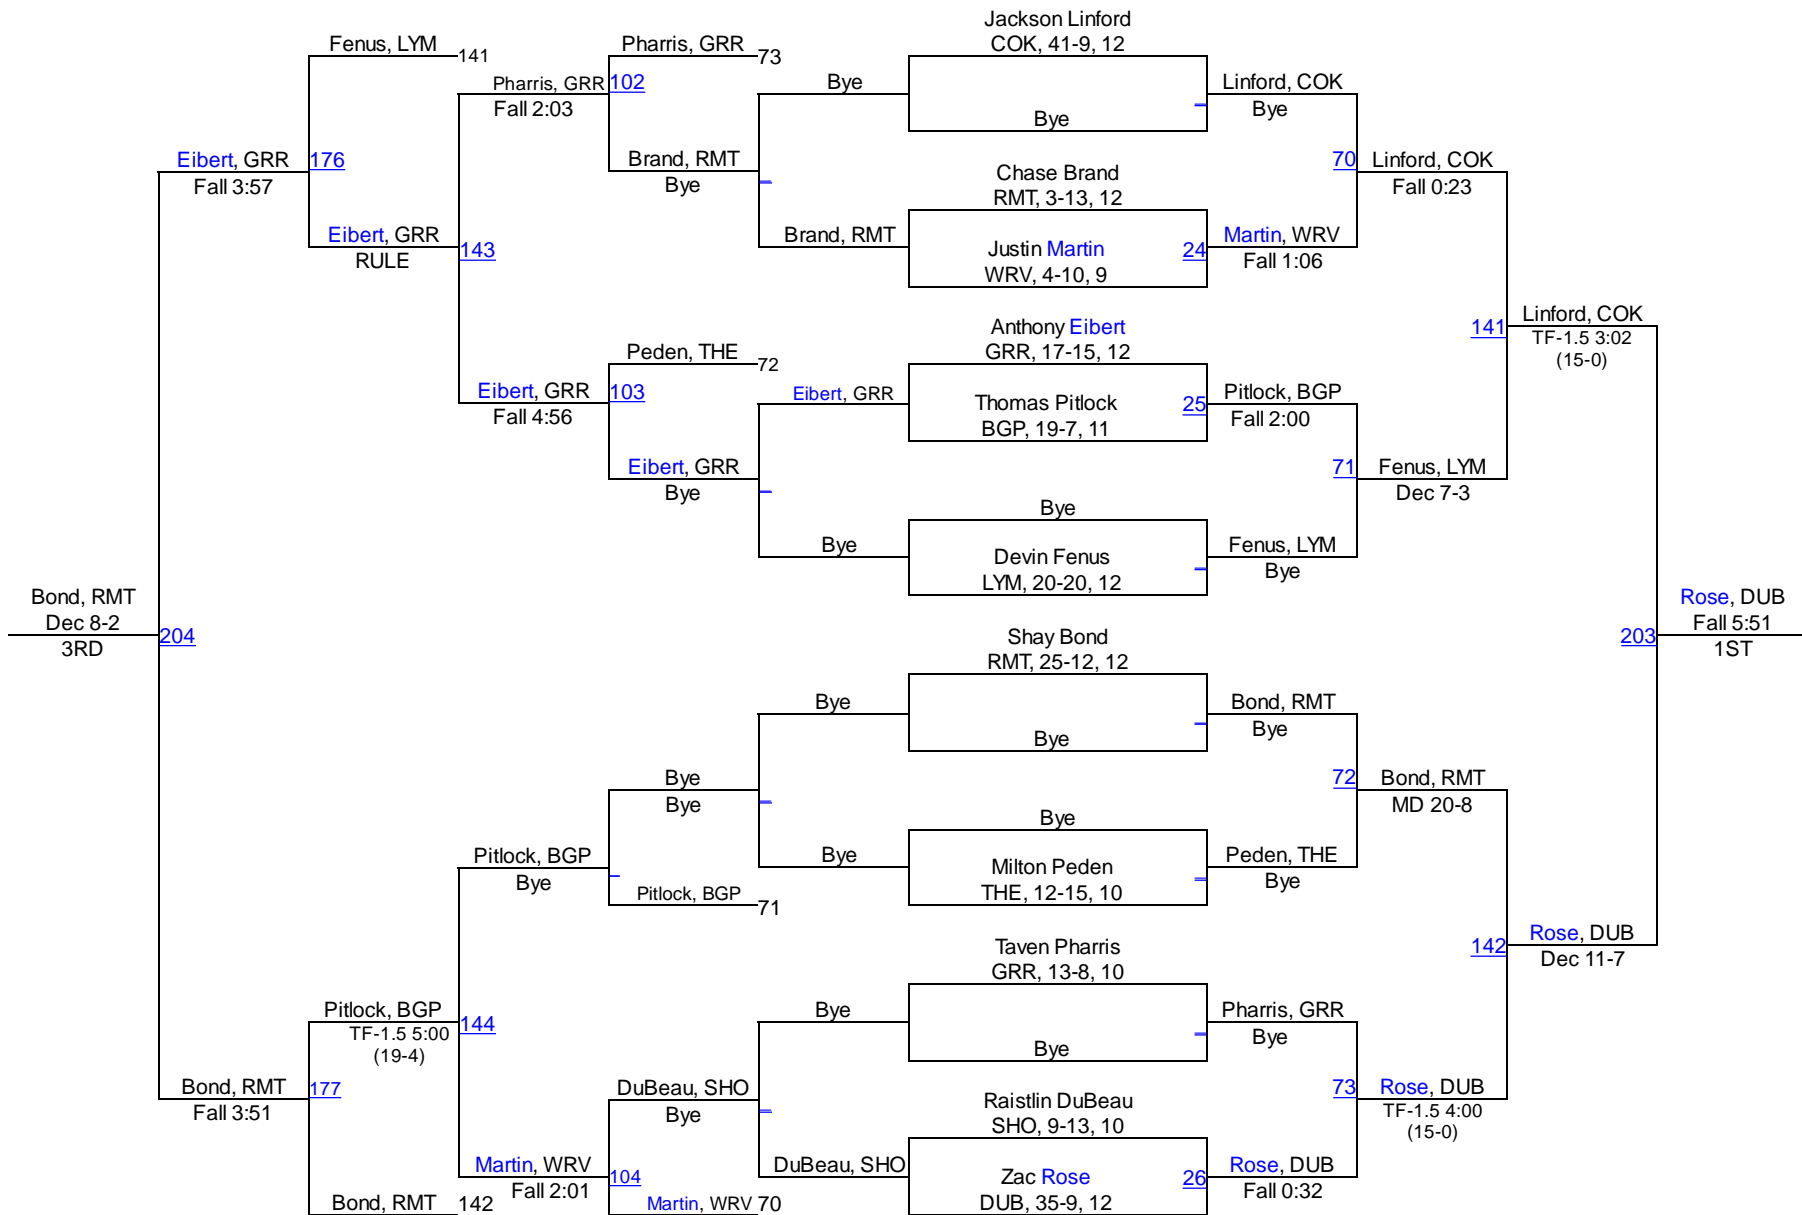 Jackson Linford
Fenus, LYM
141
Pharris, GRR
73
COK, 41-9, 12
Pharris, GRR
102
Bye
Linford, COK
Fall 2:03
Bye
Bye
Eibert, GRR
176
Brand, RMT
70
Linford, COK
Fall 3:57
Bye
Chase Brand
Fall 0:23
RMT, 3-13, 12
Eibert, GRR
143
Brand, RMT
Justin Martin
24
Martin, WRV
RULE
WRV, 4-10, 9
Fall 1:06
Anthony Eibert
141
Linford, COK
Peden, THE
72
GRR, 17-15, 12
TF-1.5 3:02
(15-0)
Eibert, GRR
103
Eibert, GRR
Thomas Pitlock
25
Pitlock, BGP
Fall 4:56
BGP, 19-7, 11
Fall 2:00
Eibert, GRR
71
Fenus, LYM
Bye
Dec 7-3
Bye
Bye
Devin Fenus
Fenus, LYM
LYM, 20-20, 12
Bye
Bond, RMT
Rose, DUB
Dec 8-2
204
203
Fall 5:51
3RD
1ST
Shay Bond
RMT, 25-12, 12
Bye
Bond, RMT
Bye
Bye
Bye
72
Bond, RMT
Bye
MD 20-8
Bye
Pitlock, BGP
Bye
Milton Peden
Peden, THE
Bye
Pitlock, BGP
71
THE, 12-15, 10
Bye
Taven Pharris
142
Rose, DUB
GRR, 13-8, 10
Dec 11-7
Pitlock, BGP
144
Bye
Pharris, GRR
TF-1.5 5:00
Bye
Bye
(19-4)
Bond, RMT
177
DuBeau, SHO
Raistlin DuBeau
73
Rose, DUB
Fall 3:51
Bye
SHO, 9-13, 10
TF-1.5 4:00
(15-0)
Martin, WRV
104
DuBeau, SHO
Zac Rose
26
Rose, DUB
Fall 2:01
Fall 0:32
Bond, RMT
142
Martin, WRV
70
DUB, 35-9, 12